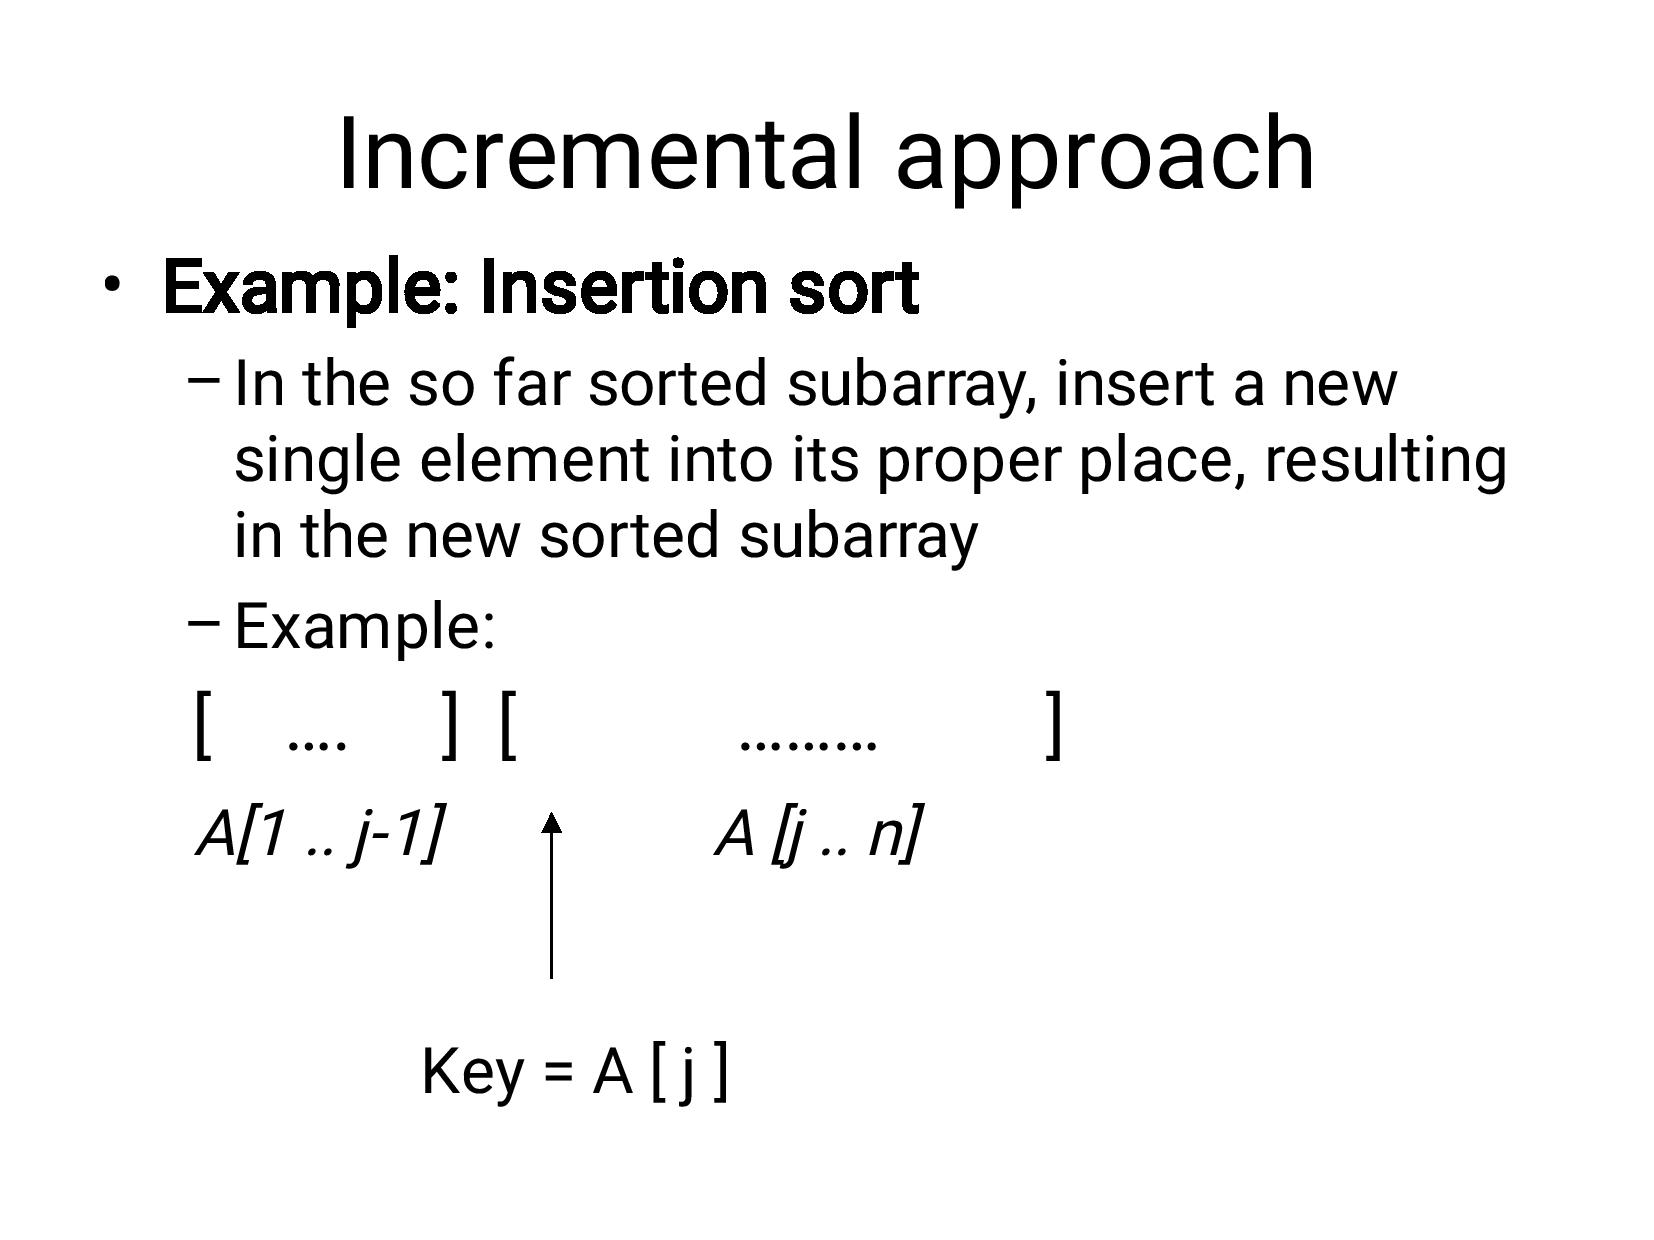 Incremental approach
• Example: Insertion sort
– In the so far sorted subarray, insert a new
single element into its proper place, resulting
in the new sorted subarray
– Example:
[ …. ] [ ……… ]
A[1 .. j-1] A [j .. n]
Key = A [ j ]